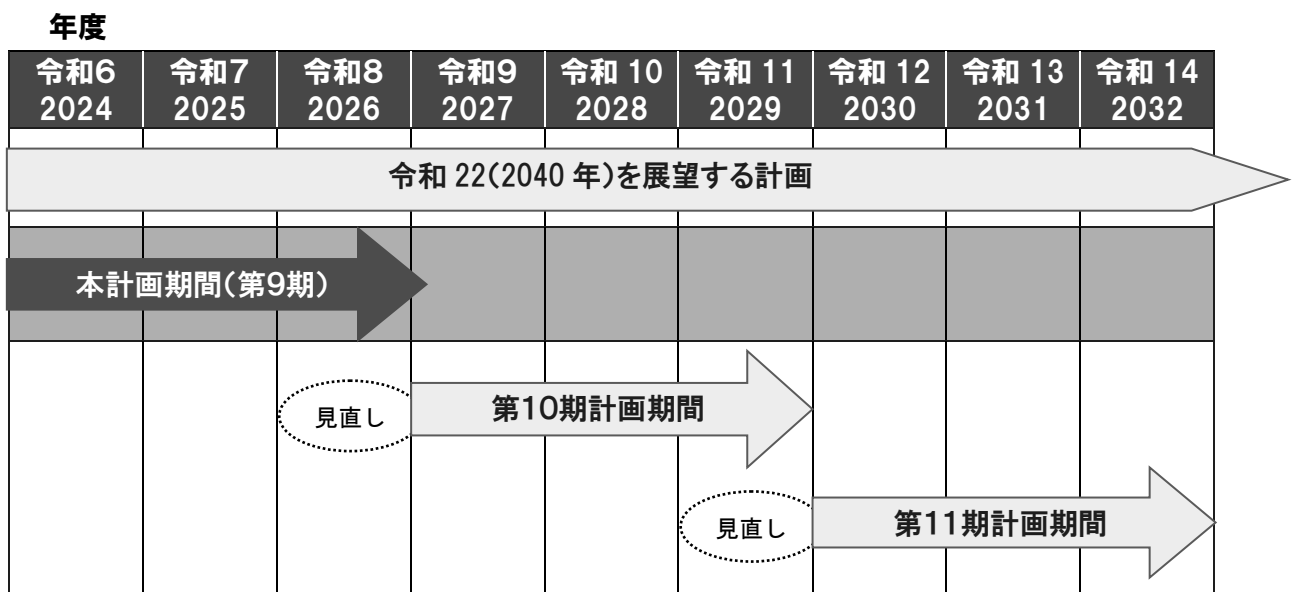 年度
令和6 令和7 令和8 令和9 令和 10 令和 11 令和 12 令和 13 令和 14
2024 2025 2026 2027 2028 2029 2030 2031 2032
令和 22(2040 年)を展望する計画
本計画期間(第9期)
見直し 第10期計画期間
見直し 第11期計画期間